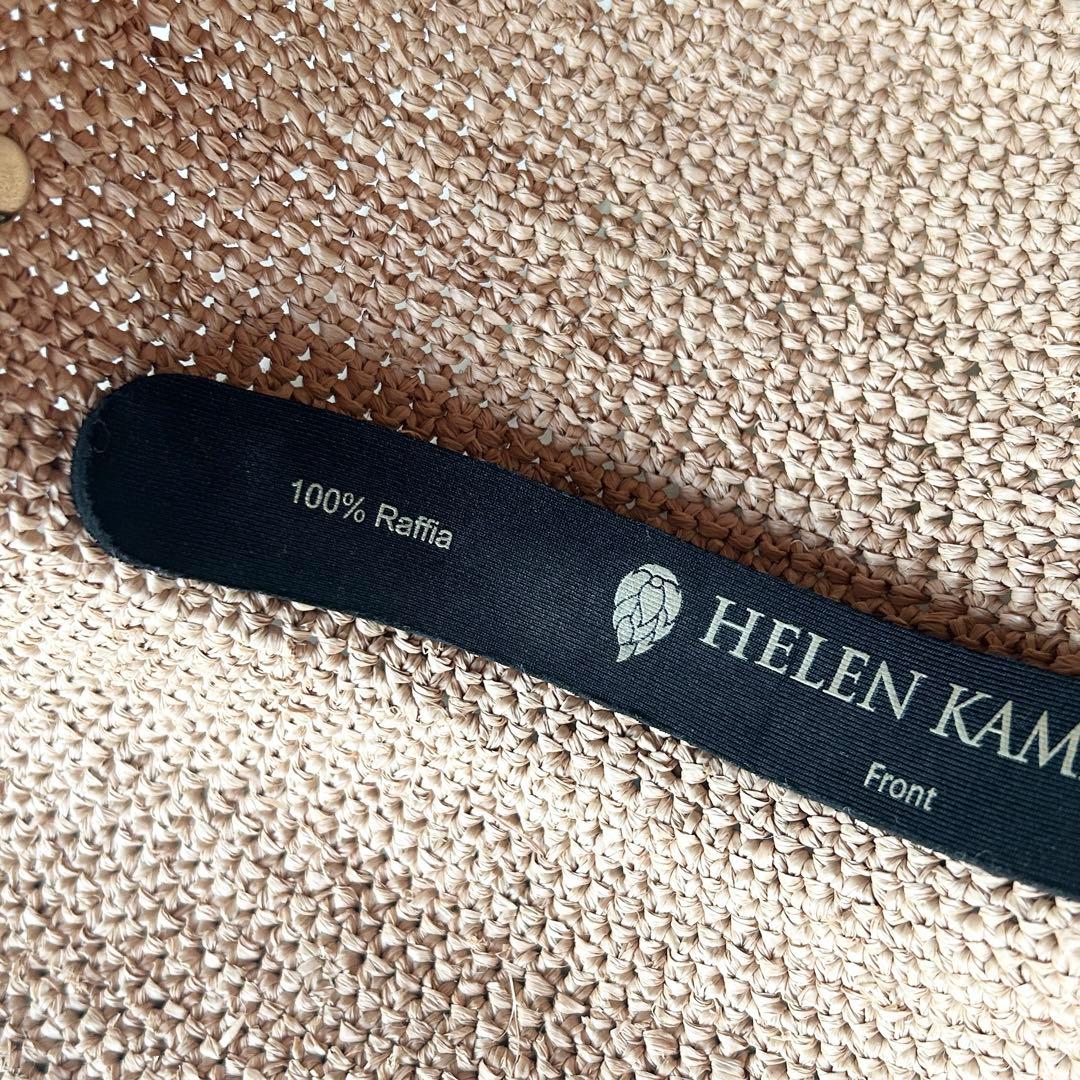 100% Raffia
HELEN KAM
Front